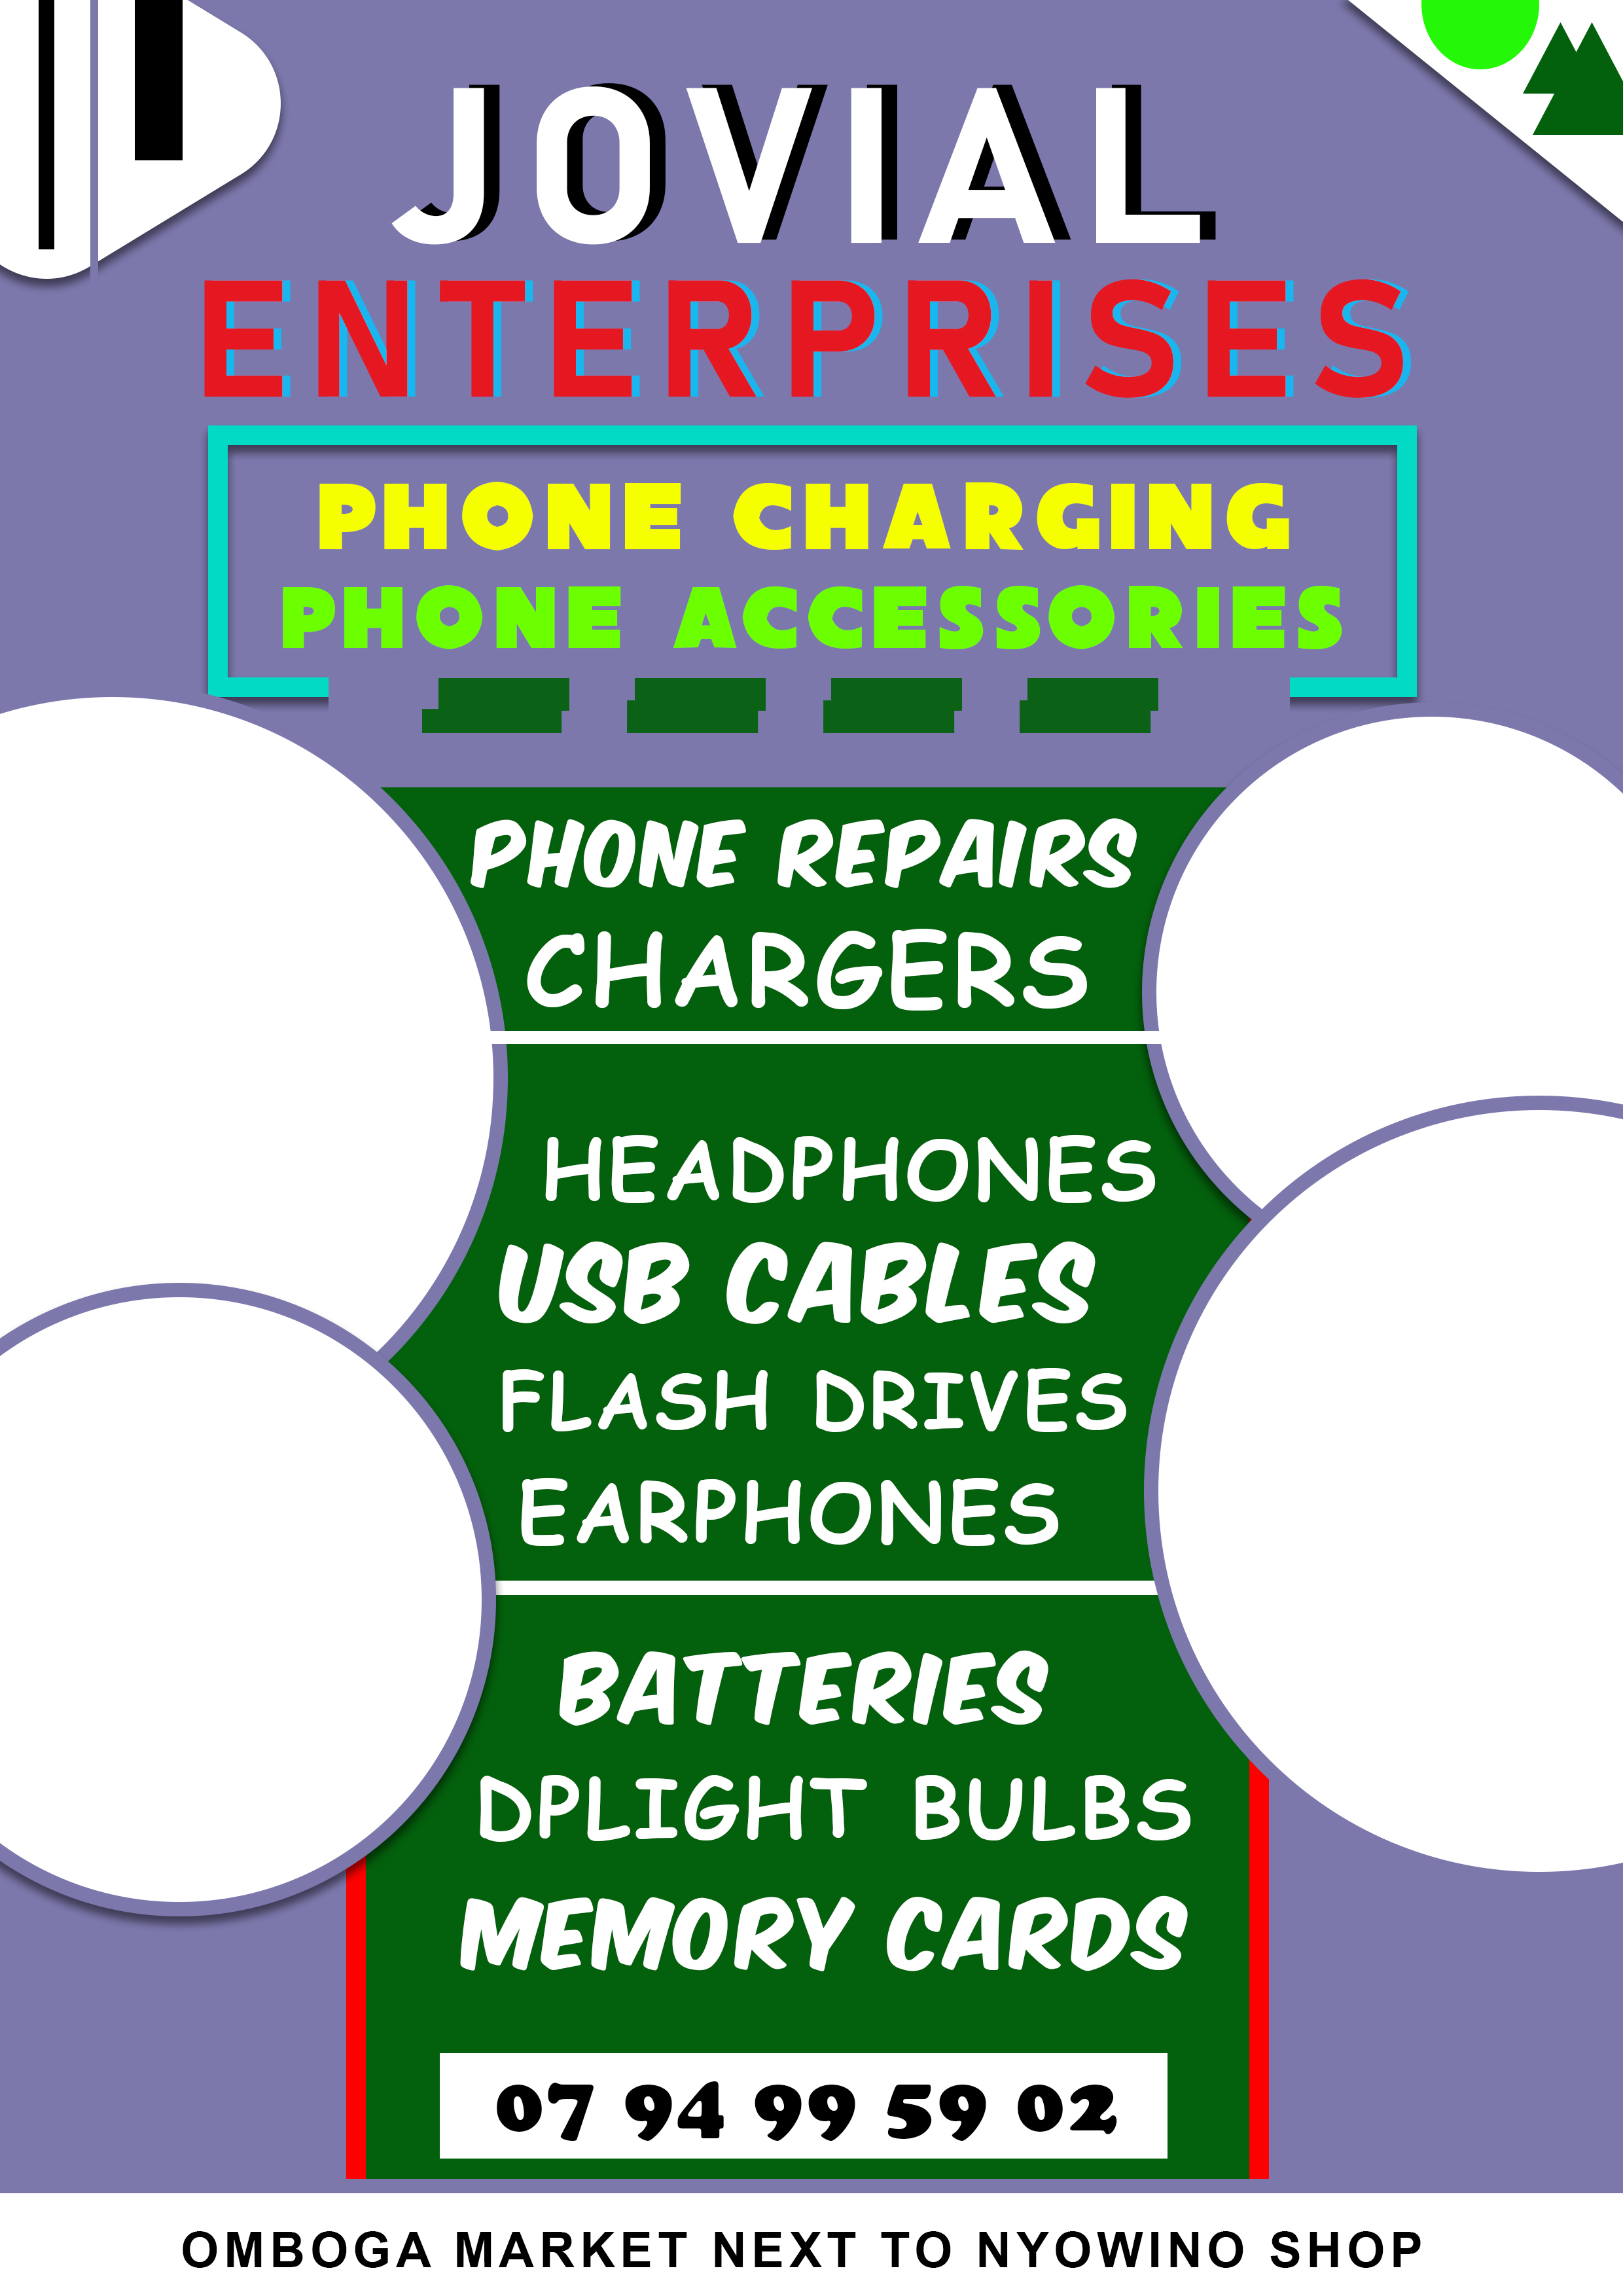 JOVIAL
ENTERPRISES
PHONE CHARGING
PHONE ACCESSORIES
PHONE REPAIRS
CHARGERS
HEADPHONES
USB CABLES
FLASH DRIVES
EARPHONES
BATTERIES
DPLIGHT BULBS
MEMORY CARDS
07 94 99 59 02
OMBOGA MARKET NEXT TO NYOWINO SHOP